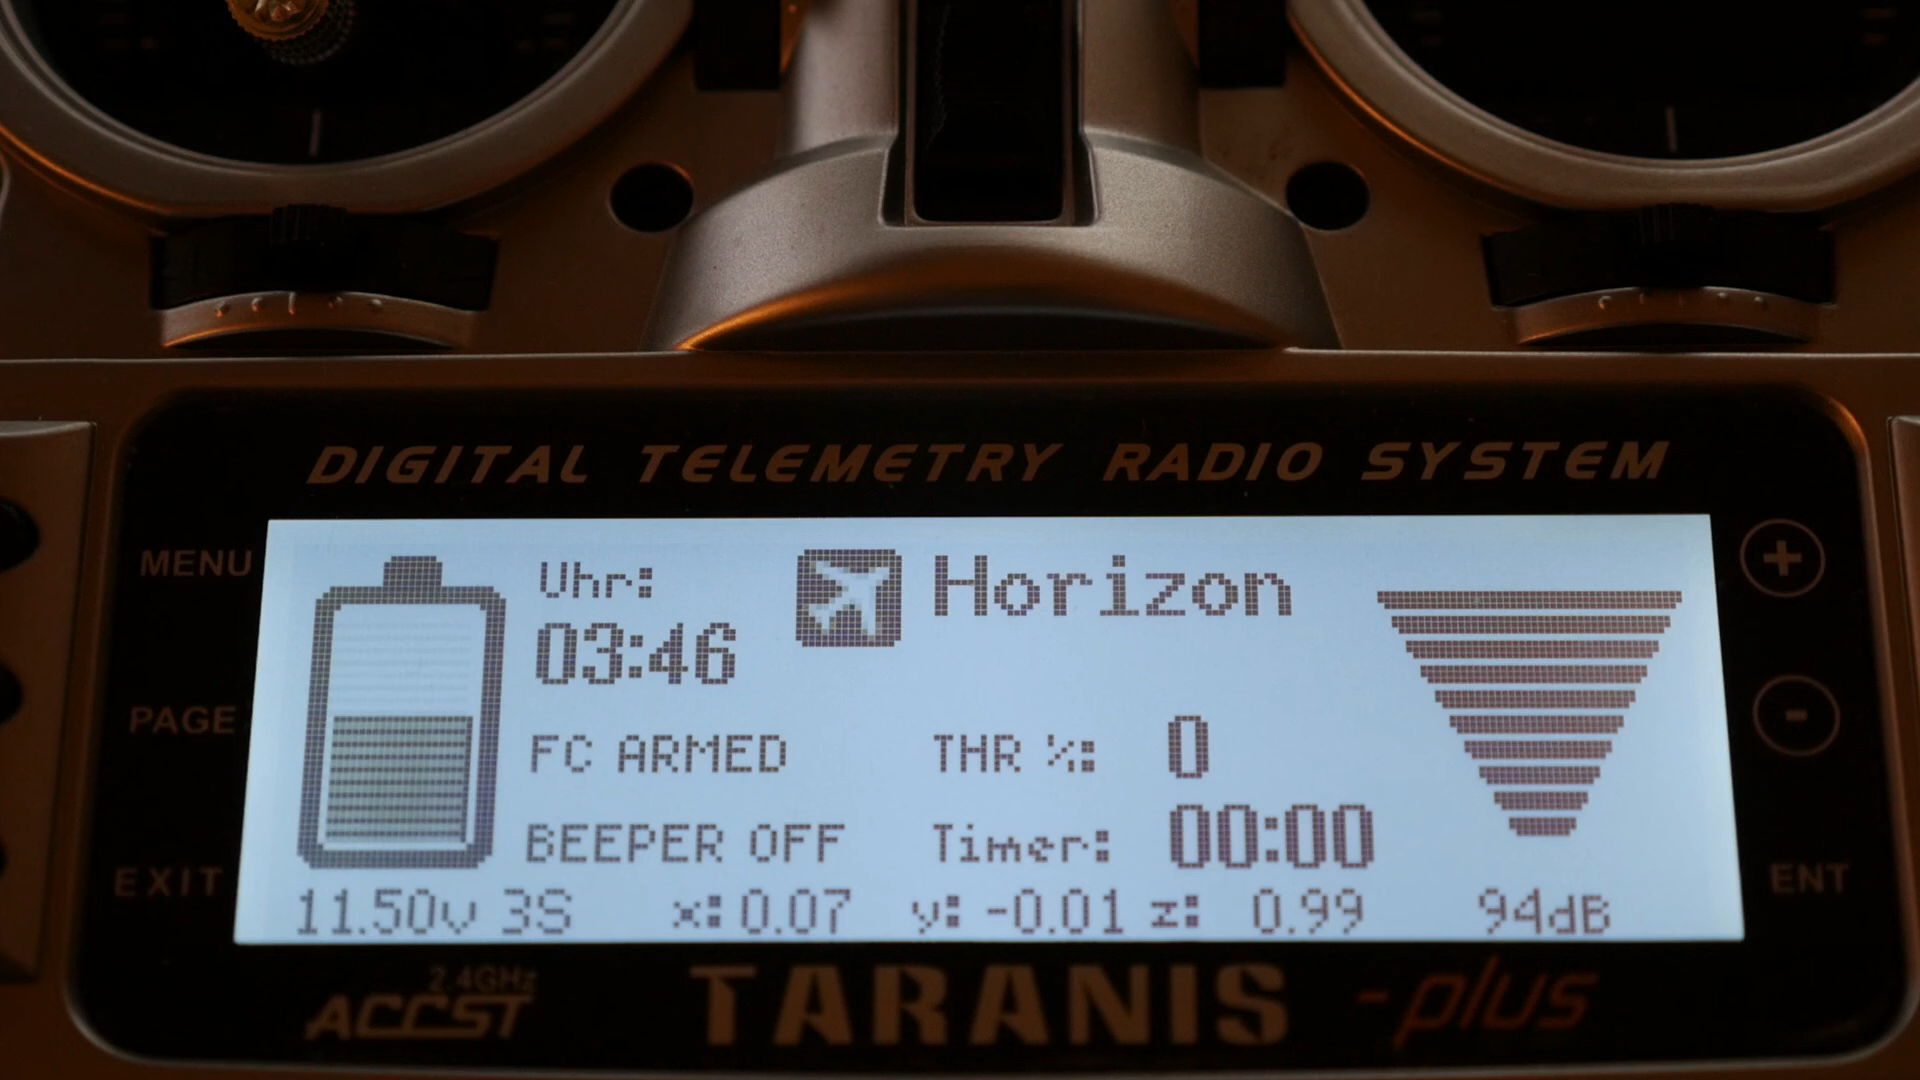 DIGITAL TELEMETRY RADIO SYSTEM
MENU
PAGE
EXIT
Uhr:
03:46
Horizon
FC ARMED
THR %: 0
BEEPER OFF
Timer: 00:00
11.50v 3S x: 0.07 y: -0.01 z: 0.99 94dB
+
-
ENT
2.4GHz
ACCST
TARANIS -plus